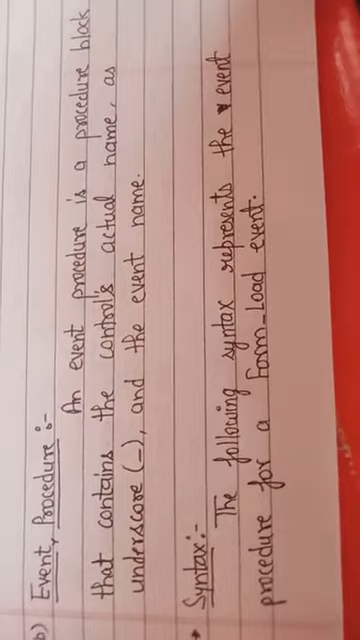 b) Event, Procedure :-
An event procedure is a procedure block
that contains the control's actual name, as
underscore (_), and the event name.
• Syntax:-
The following syntax represents the event
procedure for a Form_Load event.